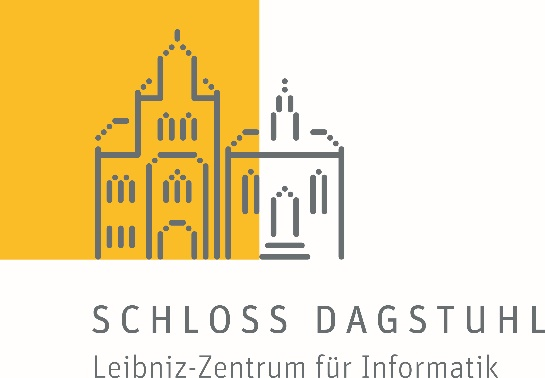 SCHLOSS DAGSTUHL
Leibniz-Zentrum für Informatik